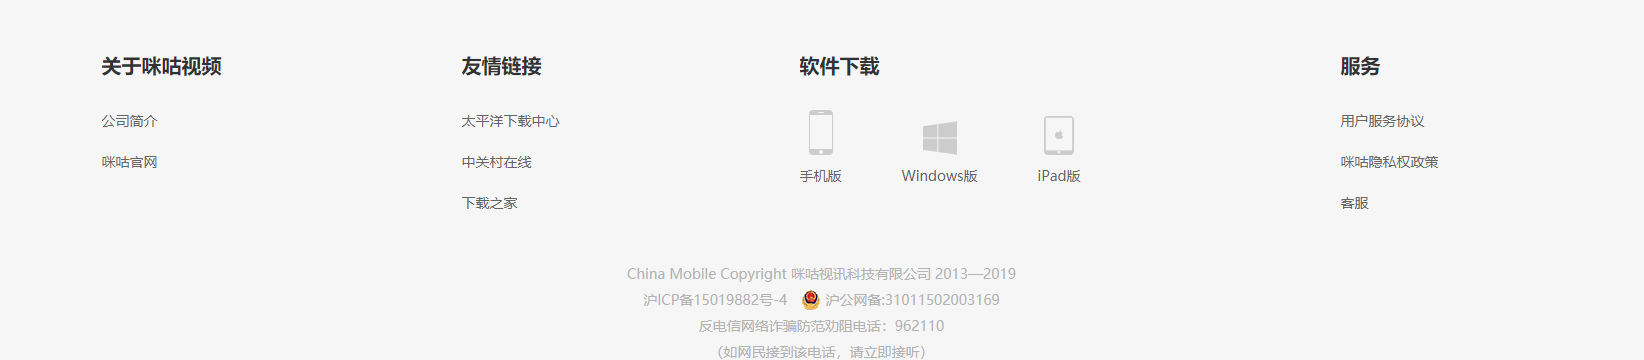 关于咪咕视频
公司简介
咪咕官网
友情链接
太平洋下载中心
中关村在线
下载之家
软件下载
手机版
Windows版
iPad版
服务
用户服务协议
咪咕隐私权政策
客服
China Mobile Copyright 咪咕视讯科技有限公司 2013—2019
沪ICP备15019882号-4 沪公网备:31011502003169
反电信网络诈骗防范劝阻电话：962110
（如网民接到该电话，请立即接听）